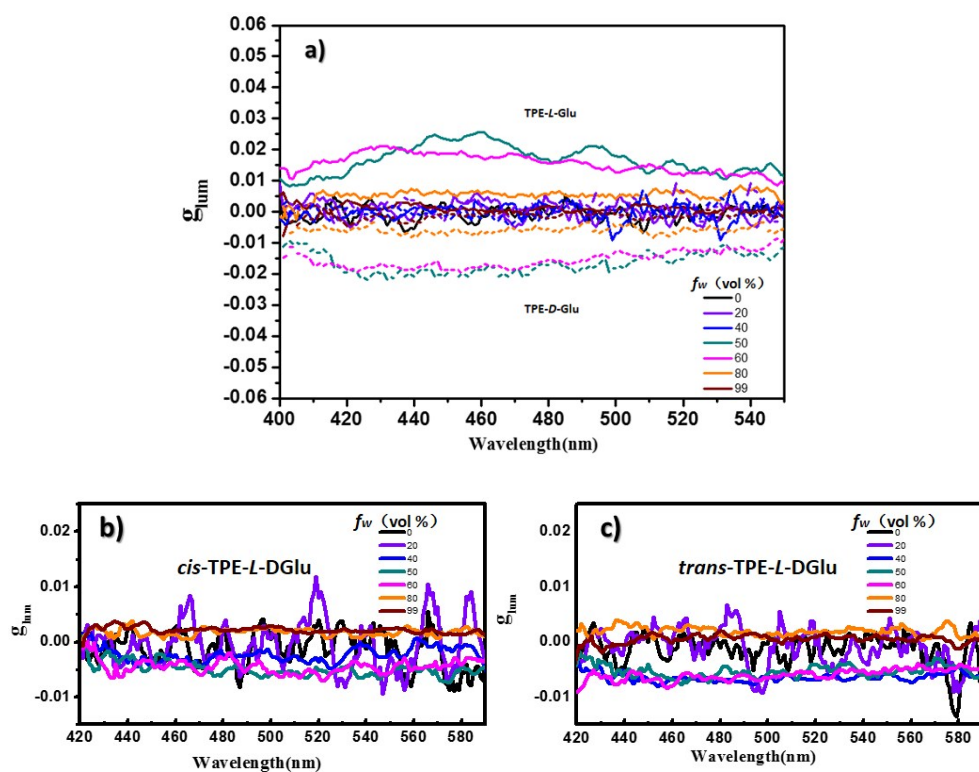 a)
0.06
0.05
0.04
0.03
0.02
0.01
0.00
-0.01
-0.02
-0.03
-0.04
-0.05
-0.06
g_lum
TPE-L-Glu
TPE-D-Glu
fw（vol %）
0
20
40
50
60
80
99
400 420 440 460 480 500 520 540
Wavelength(nm)
b)
0.02
0.01
0.00
-0.01
g_lum
cis-TPE-L-DGlu
fw（vol %）
0
20
40
50
60
80
99
420 440 460 480 500 520 540 560 580
Wavelength(nm)
c)
0.02
0.01
0.00
-0.01
g_lum
trans-TPE-L-DGlu
fw（vol %）
0
20
40
50
60
80
99
420 440 460 480 500 520 540 560 580
Wavelength(nm)